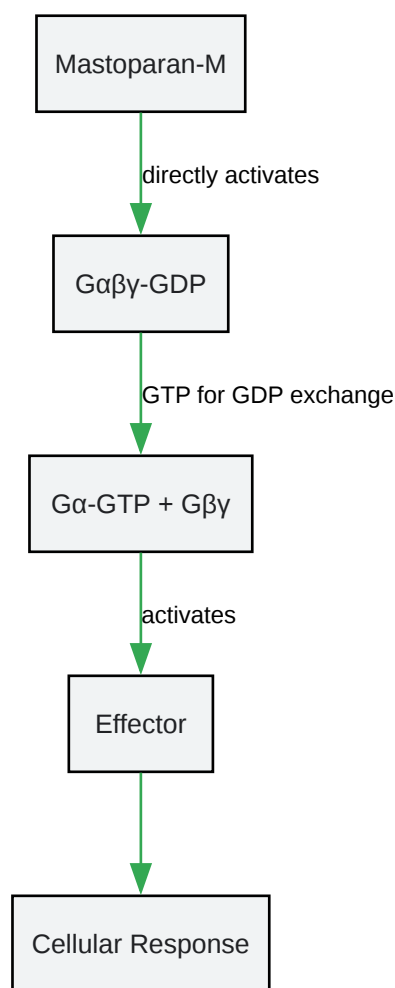 Mastoparan-M
directly activates
Gαβγ-GDP
GTP for GDP exchange
Gα-GTP + Gβγ
activates
Effector
Cellular Response